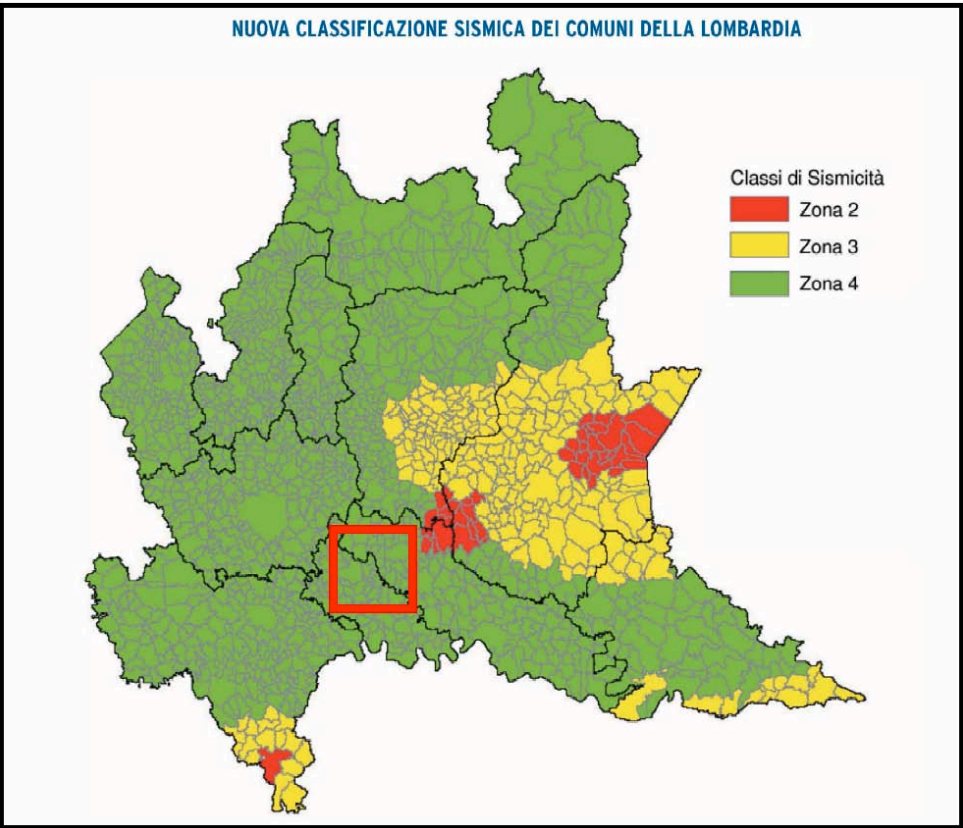 NUOVA CLASSIFICAZIONE SISMICA DEI COMUNI DELLA LOMBARDIA
Classi di Sismicità
Zona 2
Zona 3
Zona 4